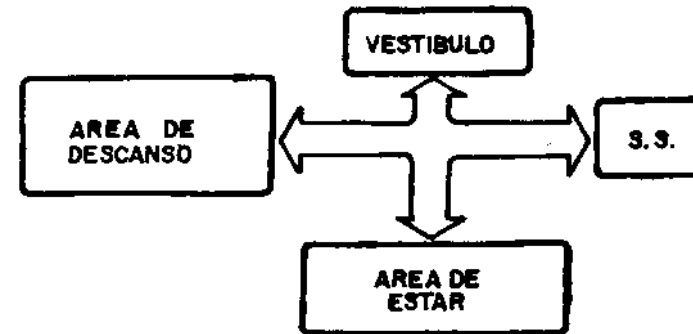 VESTIBULO
AREA DE
DESCANSO
S.S.
AREA DE
ESTAR